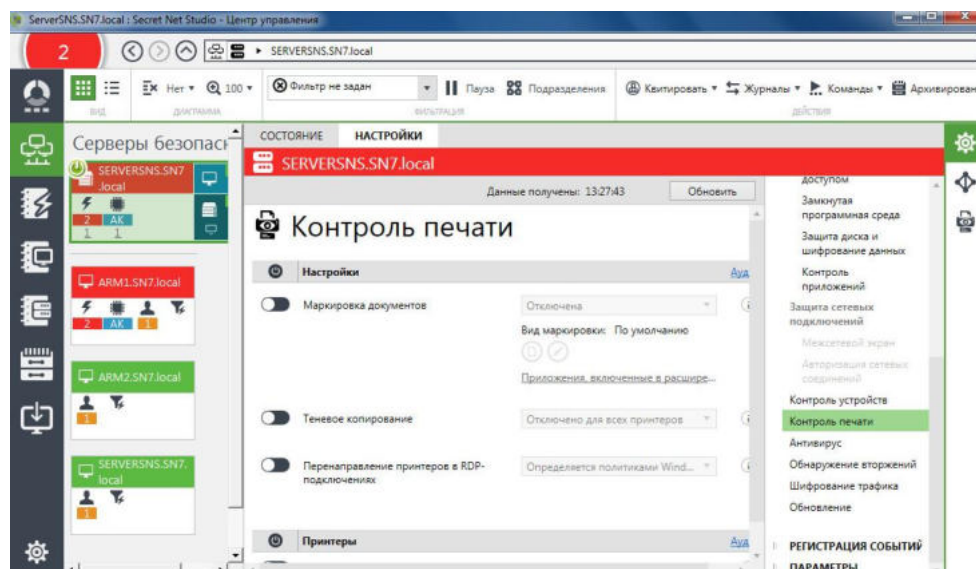 ServerSNS.SN7.local : Secret Net Studio - Центр управления
2
SERVERSNS.SN7.local
Нет
100
Фильтр не задан
Пауза
Подразделения
Квитировать
Журналы
Команды
Архивирован
ВИД
ДИАГРАММА
ФИЛЬТРАЦИЯ
ДЕЙСТВИЯ
Серверы безопасн
SERVERSNS.SN7
.local
2 АК
1 1
ARM1.SN7.local
2 АК 1
ARM2.SN7.local
1
SERVERSNS.SN7.
local
1
СОСТОЯНИЕ
НАСТРОЙКИ
SERVERSNS.SN7.local
Данные получены: 13:27:43
Обновить
Контроль печати
Настройки
Ауд
Маркировка документов
Отключена
Вид маркировки: По умолчанию
Приложения, включенные в расшире...
Теневое копирование
Отключено для всех принтеров
Перенаправление принтеров в RDP-
подключениях
Определяется политиками Wind...
Принтеры
Ауд
доступом
Замкнутая
программная среда
Защита диска и
шифрование данных
Контроль
приложений
Защита сетевых
подключений
Межсетевой экран
Авторизация сетевых
соединений
Контроль устройств
Контроль печати
Антивирус
Обнаружение вторжений
Шифрование трафика
Обновление
РЕГИСТРАЦИЯ СОБЫТИЙ
ПАРАМЕТРЫ